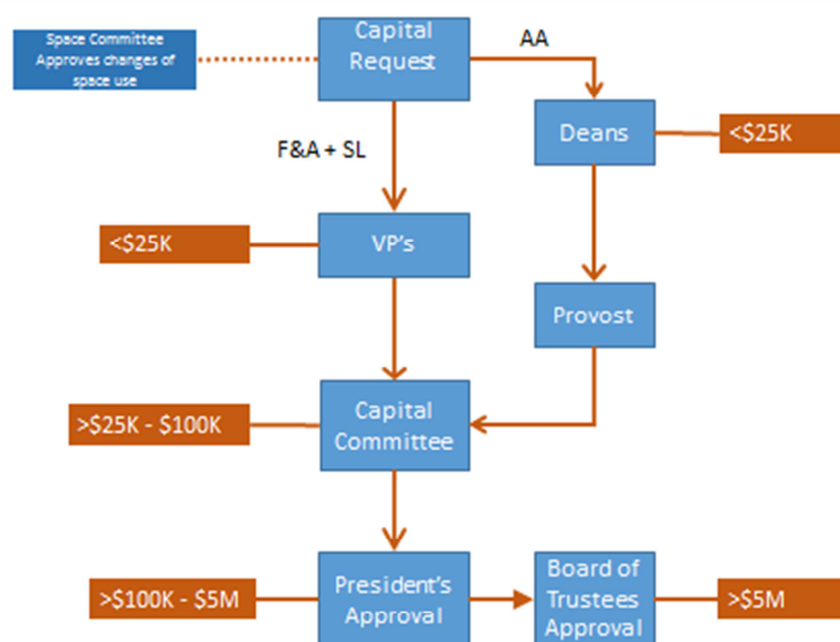 Space Committee
Approves changes of
space use
Capital
Request
AA
Deans
<$25K
F&A + SL
<$25K
VP's
Provost
>$25K - $100K
Capital
Committee
>$100K - $5M
President's
Approval
Board of
Trustees
Approval
>$5M